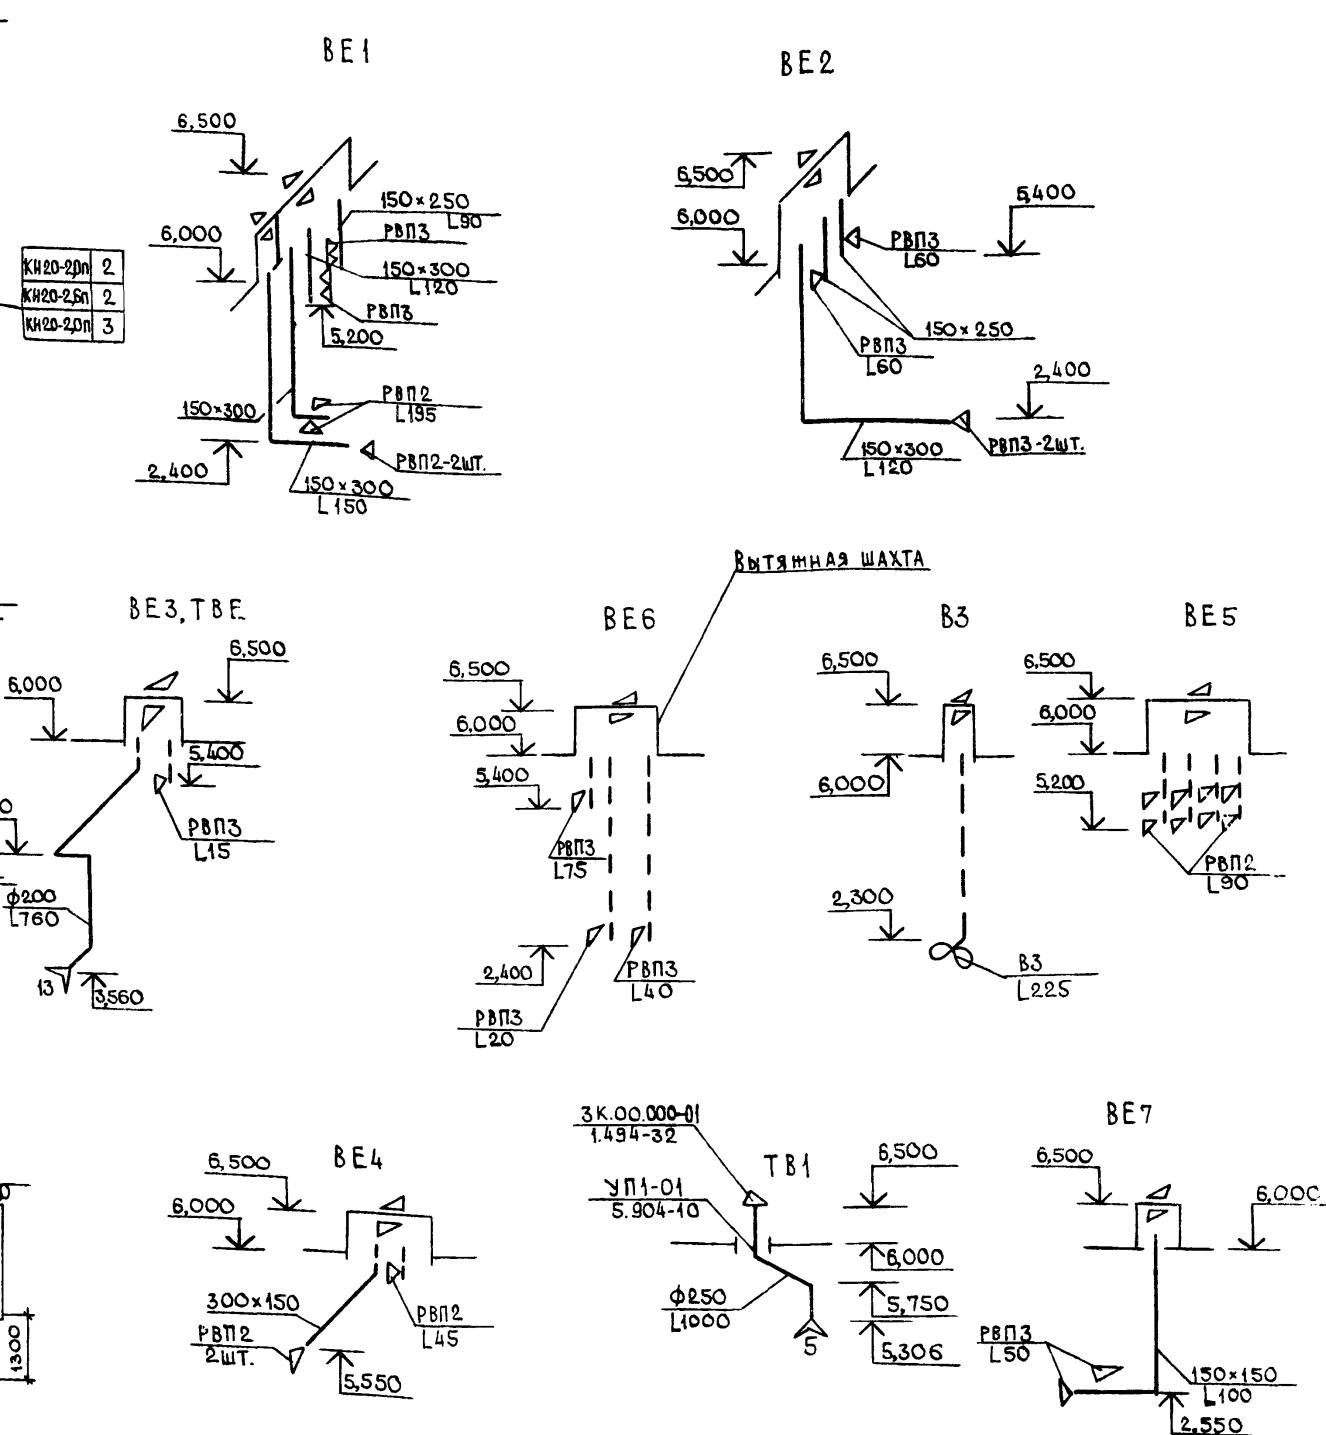 ВЕ1
6,500
6,000
150×250
L90
РВП3
150×300
L120
РВП3
5,200
КН20-2,0п 2
КН20-2,6п 2
КН20-2,0п 3
150×300
РВП2
L195
2,400
РВП2-2шт.
150×300
L150
ВЕ2
6,500
6,000
5,400
РВП3
L60
150×250
РВП3
L60
2,400
150×300
L120
РВП3-2шт.
Вытяжная шахта
ВЕ3, ТВЕ
6,500
6,000
5,400
РВП3
L15
0
ф200
L760
13
3,560
ВЕ6
6,500
6,000
5,400
РВП3
L75
2,400
РВП3
L40
РВП3
L20
В3
6,500
6,000
2,300
В3
L225
ВЕ5
6,500
6,000
5,200
РВП2
L90
1300
ВЕ4
6,500
6,000
300×150
РВП2
2шт.
РВП2
L45
5,550
ТВ1
ЗК.00.000-01
1.494-32
УП1-01
5.904-10
6,500
6,000
5,750
5,306
ф250
L1000
5
ВЕ7
6,500
6,000
РВП3
L50
150×150
L100
2,550